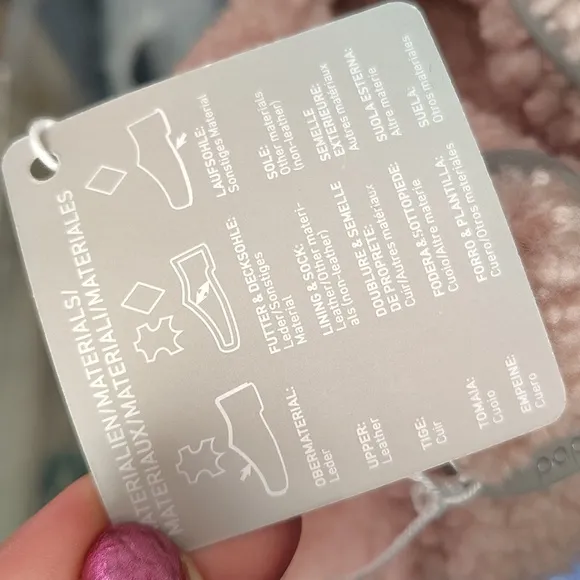 MATERIALIEN/MATERIALS/
MATERIAUX/MATERIALI/MATERIALES
OBERMATERIAL:
Leder
UPPER:
Leather
TIGE:
Cuir
TOMAIA:
Cuoio
EMPEINE:
Cuero
FUTTER & DECKSOHLE:
Leder/Sonstiges
Material
LINING & SOCK:
Leather/(other materi-
als (non-leather)
DOUBLURE & SEMELLE
DE PROPRETE:
Cuir/Autres matériaux
FODERA & SOTTOPIEDE:
Cuoio/Altre materie
FORRO & PLANTILLA:
Cuero/Otros materiales
LAUFSOHLE:
Sonstiges Material
SOLE:
Other materials
(non-leather)
SEMELLE
EXTÉRIEURE:
Autres matériaux
SUOLA ESTERNA:
Altre materie
SUELA:
Otros materiales